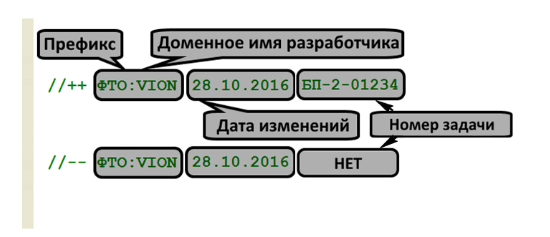 Префикс Доменное имя разработчика
//++ ФТО:VION 28.10.2016 БП-2-01234
Дата изменений Номер задачи
//-- ФТО:VION 28.10.2016 НЕТ